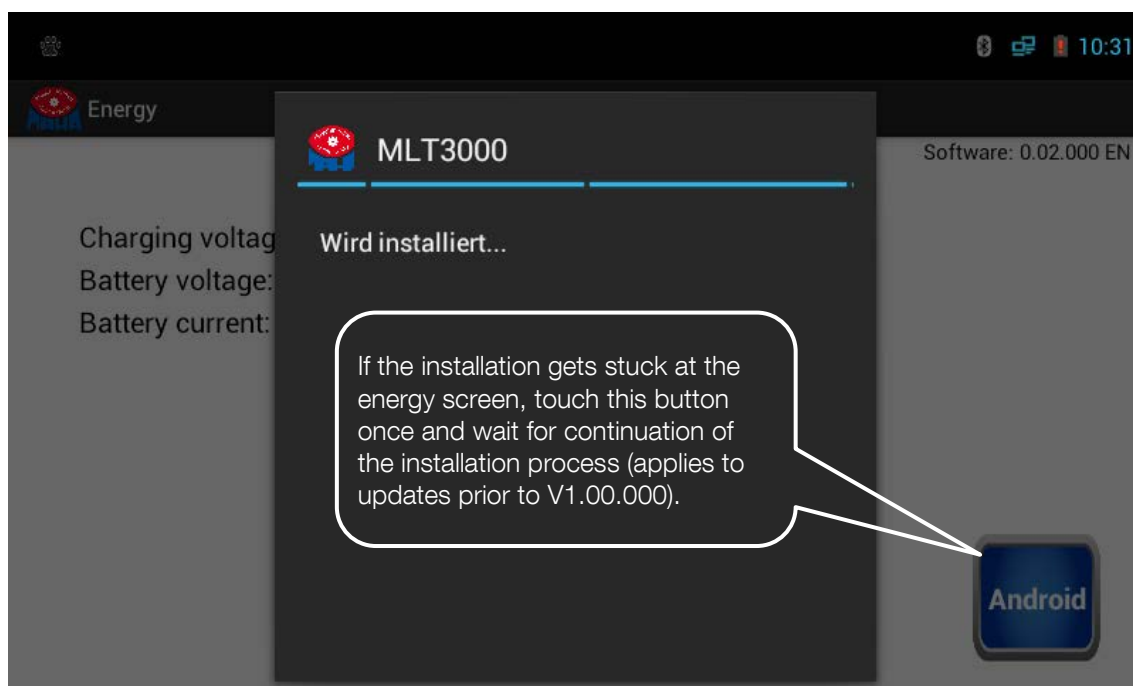 10:31
Energy
MLT3000
Software: 0.02.000 EN
Charging voltag
Wird installiert...
Battery voltage:
Battery current:
If the installation gets stuck at the
energy screen, touch this button
once and wait for continuation of
the installation process (applies to
updates prior to V1.00.000).
Android